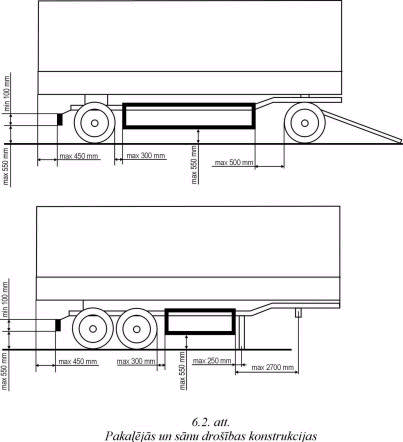 min 100 mm
max 550 mm
max 450 mm
max 300 mm
max 550 mm
max 500 mm
min 100 mm
max 550 mm
max 450 mm
max 300 mm
max 550 mm
max 250 mm
max 2700 mm
6.2. att.
Pakaļējās un sānu drošības konstrukcijas